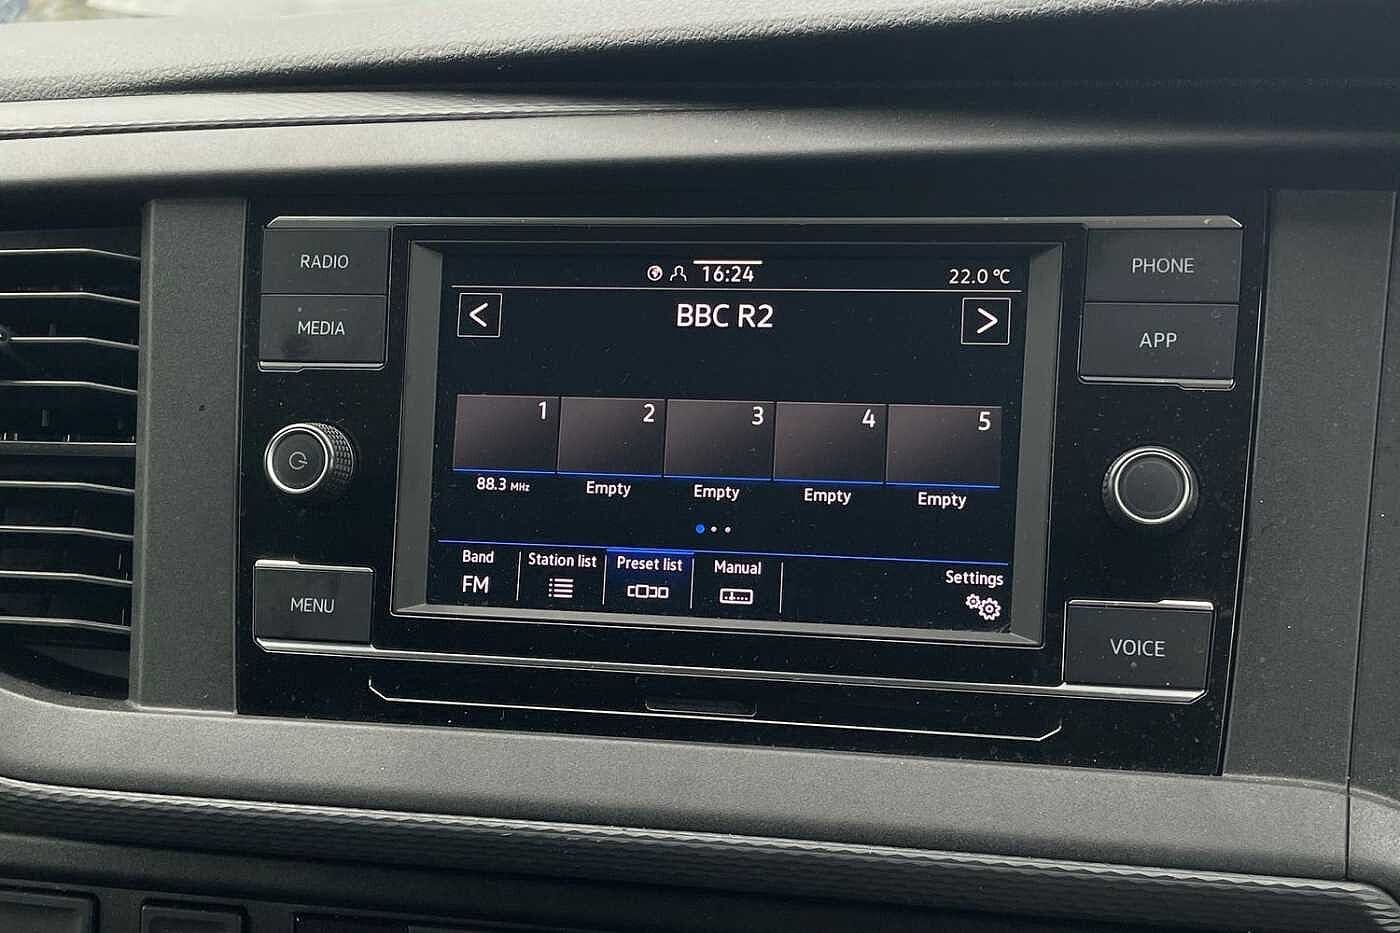 RADIO
MEDIA
MENU
16:24
22.0 °C
<
BBC R2
>
1
2
3
4
5
88.3 MHz
Empty
Empty
Empty
Empty
Band
FM
Station list
Preset list
Manual
Settings
PHONE
APP
VOICE